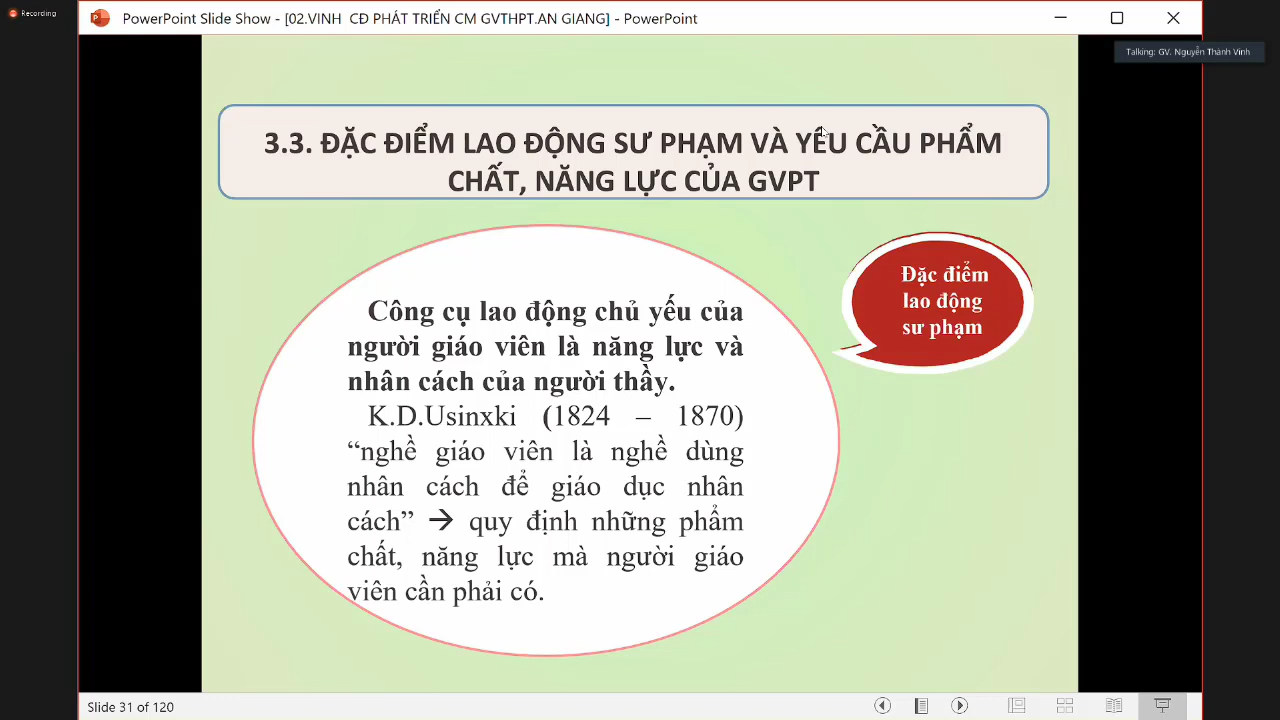 Recording
PowerPoint Slide Show - [02.VINH CĐ PHÁT TRIỂN CM GVTHPT.AN GIANG] - PowerPoint
Talking: GV. Nguyễn Thành Vinh
3.3. ĐẶC ĐIỂM LAO ĐỘNG SƯ PHẠM VÀ YẾU CẦU PHẨM
CHẤT, NĂNG LỰC CỦA GVPT
Công cụ lao động chủ yếu của
người giáo viên là năng lực và
nhân cách của người thầy.
K.D.Usinxki (1824 – 1870)
“nghề giáo viên là nghề dùng
nhân cách để giáo dục nhân
cách” → quy định những phẩm
chất, năng lực mà người giáo
viên cần phải có.
Đặc điểm
lao động
sư phạm
Slide 31 of 120